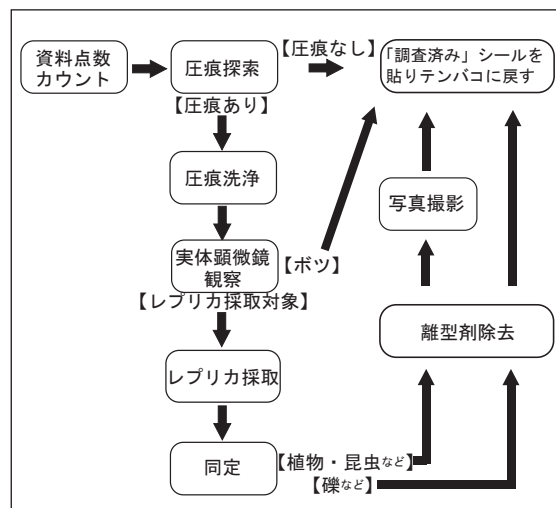 資料点数
カウント
圧痕探索
【圧痕なし】
「調査済み」シールを
貼りテンバコに戻す
【圧痕あり】
圧痕洗浄
写真撮影
実体顕微鏡
観察
【ボツ】
【レプリカ採取対象】
離型剤除去
レプリカ採取
同定
【植物・昆虫など】
【礫など】